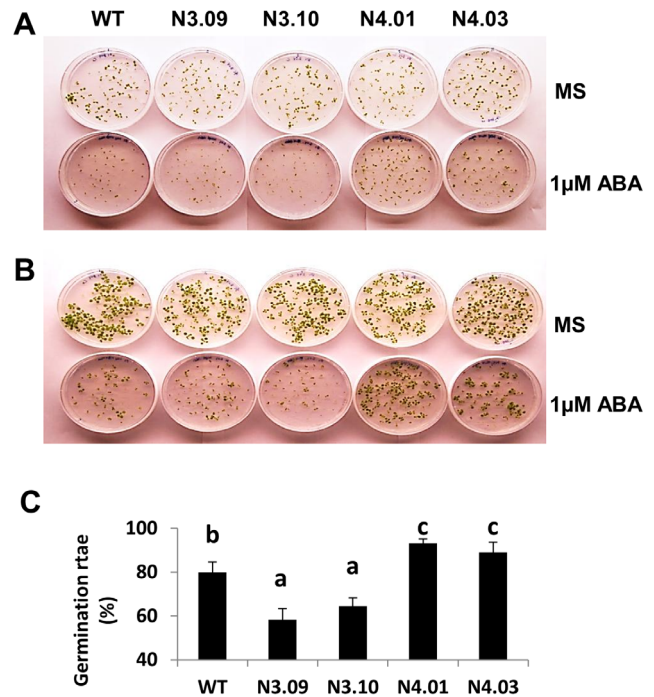 A
WT N3.09 N3.10 N4.01 N4.03
MS
1µM ABA
B
MS
1µM ABA
C
Germination rtae
(%)
100
80
60
40
b
a
a
c
c
WT N3.09 N3.10 N4.01 N4.03